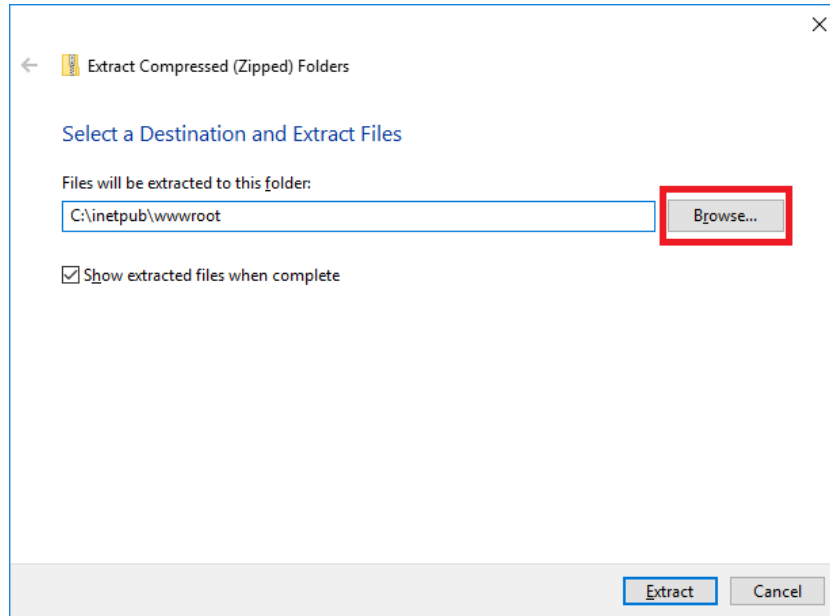 Extract Compressed (Zipped) Folders
Select a Destination and Extract Files
Files will be extracted to this folder:
C:\inetpub\wwwroot
Browse...
Show extracted files when complete
Extract
Cancel